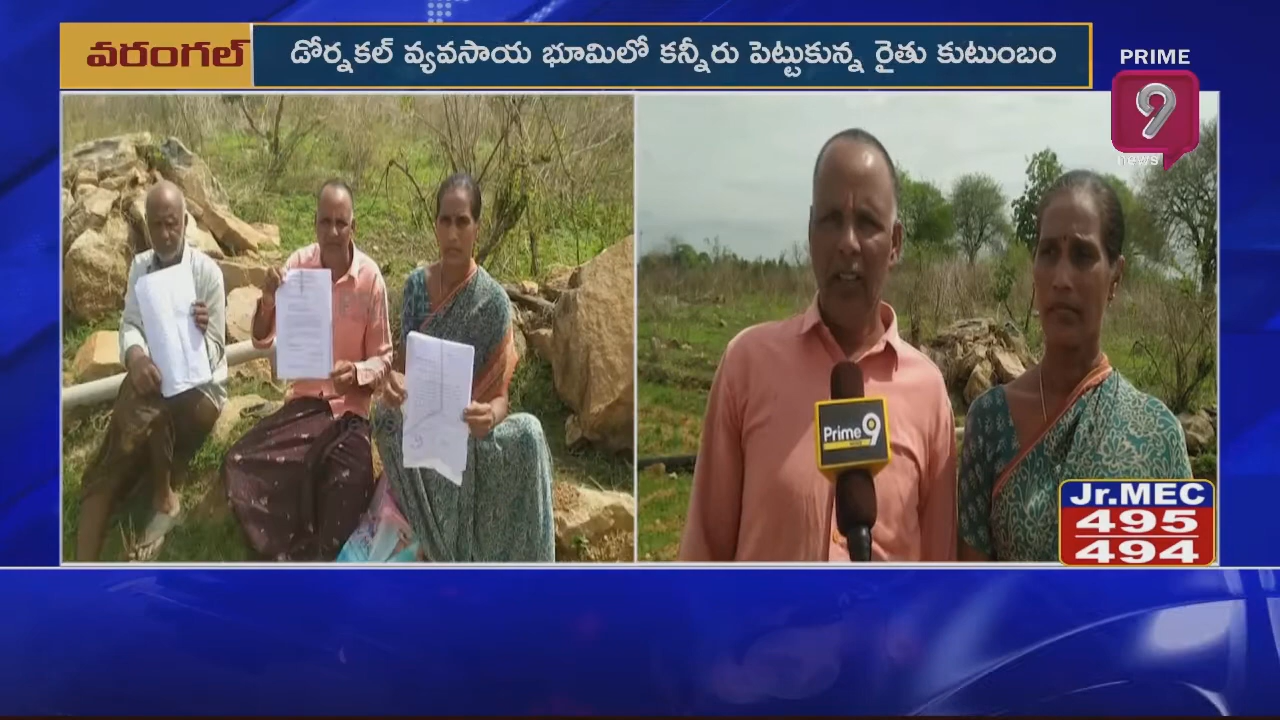 వరంగల్
డోర్నకల్ వ్యవసాయ భూమిలో కన్నీరు పెట్టుకున్న రైతు కుటుంబం
PRIME
9
news
Prime9
Jr.MEC
495
494